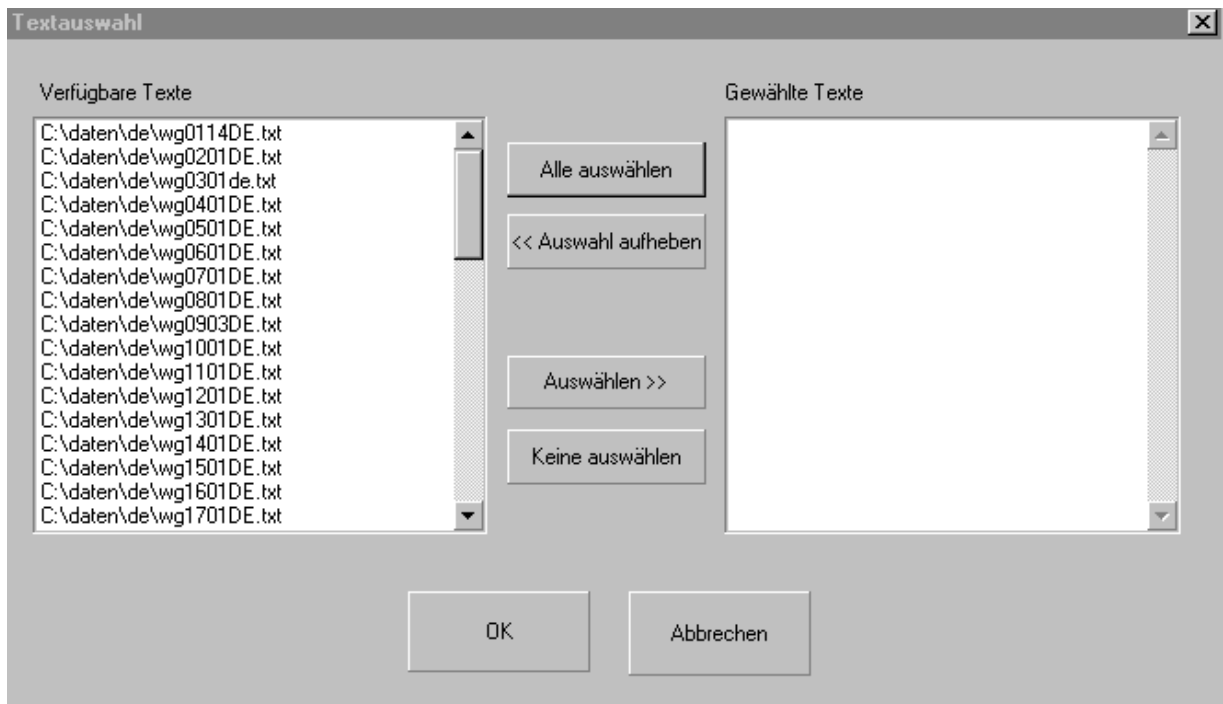 Textauswahl
Verfügbare Texte
C:\daten\de\wg0114DE.txt
C:\daten\de\wg0201DE.txt
C:\daten\de\wg0301de.txt
C:\daten\de\wg0401DE.txt
C:\daten\de\wg0501DE.txt
C:\daten\de\wg0601DE.txt
C:\daten\de\wg0701DE.txt
C:\daten\de\wg0801DE.txt
C:\daten\de\wg0903DE.txt
C:\daten\de\wg1001DE.txt
C:\daten\de\wg1101DE.txt
C:\daten\de\wg1201DE.txt
C:\daten\de\wg1301DE.txt
C:\daten\de\wg1401DE.txt
C:\daten\de\wg1501DE.txt
C:\daten\de\wg1601DE.txt
C:\daten\de\wg1701DE.txt
Alle auswählen
<< Auswahl aufheben
Auswählen >>
Keine auswählen
Gewählte Texte
OK
Abbrechen